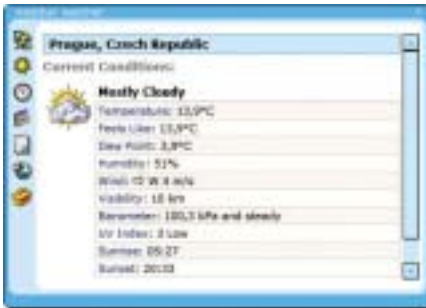 Prague, Czech Republic
Current Conditions:
Mostly Cloudy
Temperature: 13,9°C
Feels Like: 13,9°C
Dew Point: 3,9°C
Humidity: 51%
Wind: W 4 m/s
Visibility: 10 km
Barometer: 100,3 kPa and steady
UV Index: 3 Low
Sunrise: 05:27
Sunset: 20:33